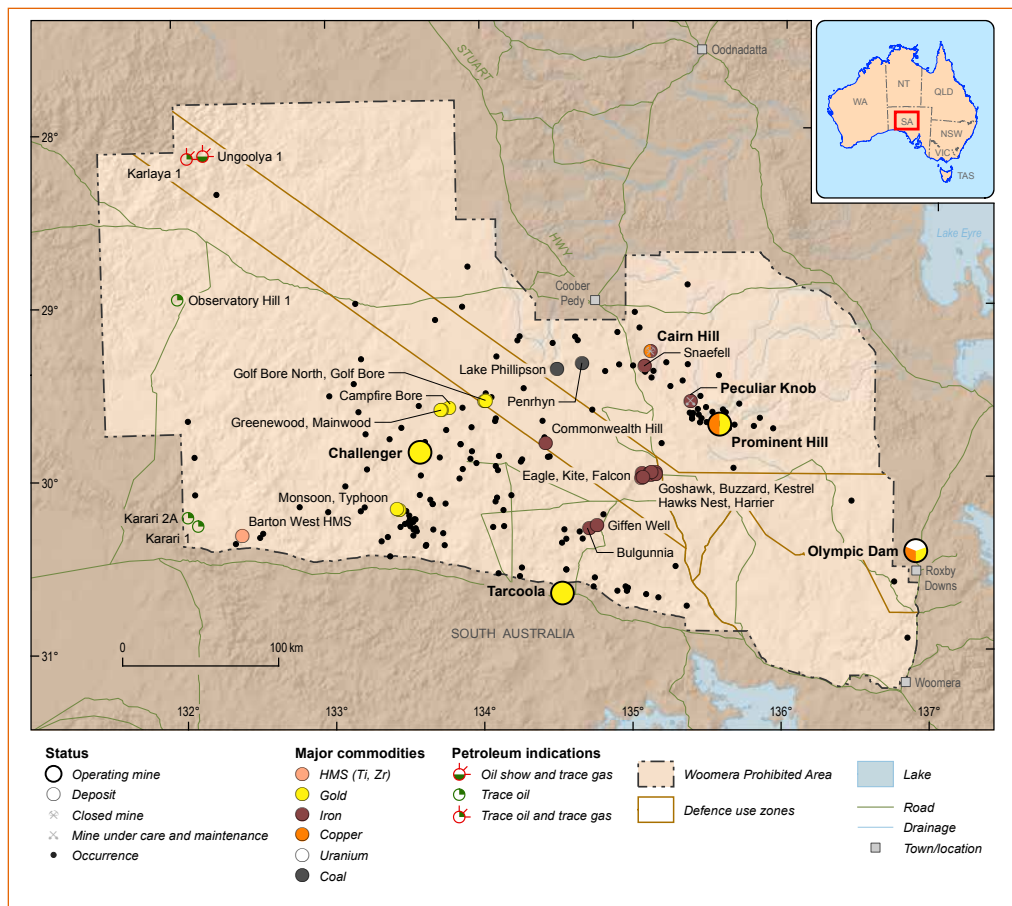 Oodnadatta
STUART
HWY
NT
WA
QLD
SA
NSW
VIC
TAS
28°
Ungoolya 1
Karlaya 1
Lake Eyre
Coober
Pedy
29°
Observatory Hill 1
Cairn Hill
Snaefell
Lake Phillipson
Golf Bore North, Golf Bore
Penrhyn
Peculiar Knob
Campfire Bore
Greenewood, Mainwood
Commonwealth Hill
Prominent Hill
Challenger
Eagle, Kite, Falcon
30°
Goshawk, Buzzard, Kestrel
Hawks Nest, Harrier
Monsoon, Typhoon
Karari 2A
Karari 1
Barton West HMS
Giffen Well
Bulgunnia
Olympic Dam
Roxby
Downs
Tarcoola
SOUTH AUSTRALIA
31°
0
100 km
Woomera
132°
133°
134°
135°
136°
137°
Status
Operating mine
Deposit
Closed mine
Mine under care and maintenance
Occurrence
Major commodities
HMS (Ti, Zr)
Gold
Iron
Copper
Uranium
Coal
Petroleum indications
Oil show and trace gas
Trace oil
Trace oil and trace gas
Woomera Prohibited Area
Defence use zones
Lake
Road
Drainage
Town/location